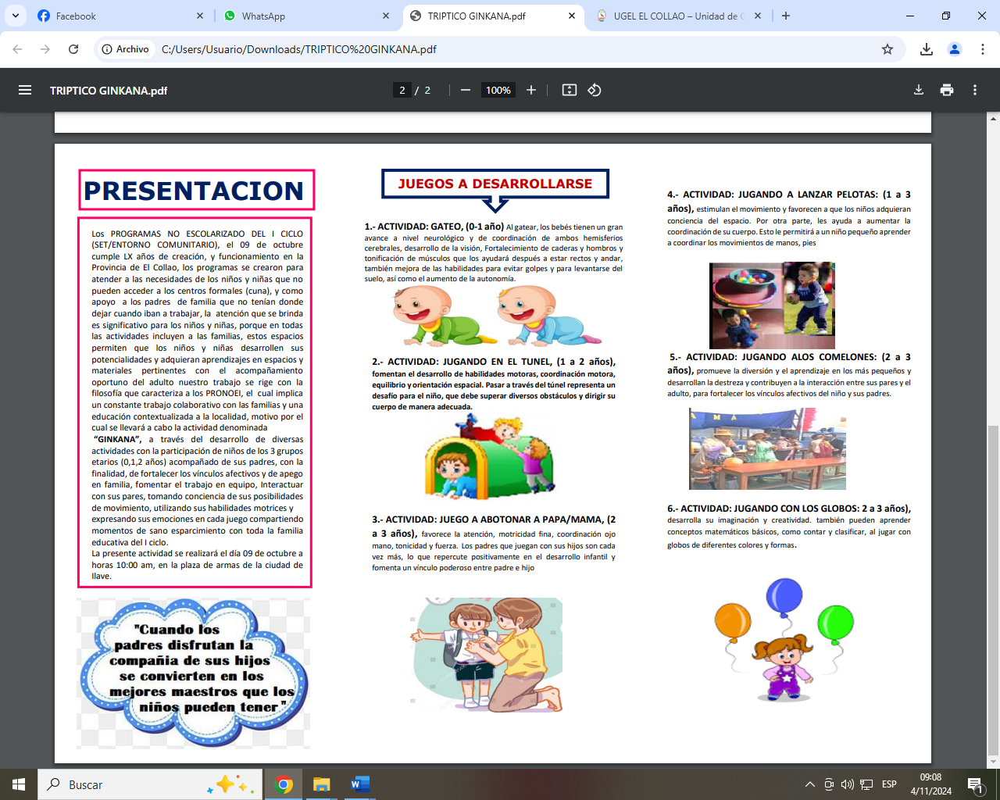 Facebook
WhatsApp
TRIPTICO GINKANA.pdf
UGEL EL COLLAO – Unidad de G
Archivo
C:/Users/Usuario/Downloads/TRIPTICO%20GINKANA.pdf
TRIPTICO GINKANA.pdf
2 / 2
100%
PRESENTACION
Los PROGRAMAS NO ESCOLARIZADO DEL I CICLO
(SET/ENTORNO COMUNITARIO), el 09 de octubre
cumple LX años de creación, y funcionamiento en la
Provincia de El Collao, los programas se crearon para
atender a las necesidades de los niños y niñas que no
pueden acceder a los centros formales (cuna), y como
apoyo a los padres de familia que no tenían donde
dejar cuando iban a trabajar, la atención que se brinda
es significativo para los niños y niñas, porque en todas
las actividades incluyen a las familias, estos espacios
permiten que los niños y niñas desarrollen sus
potencialidades y adquieran aprendizajes en espacios y
materiales pertinentes con el acompañamiento
oportuno del adulto nuestro trabajo se rige con la
filosofía que caracteriza a los PRONOEI, el cual implica
un constante trabajo colaborativo con las familias y una
educación contextualizada a la localidad, motivo por el
cual se llevará a cabo la actividad denominada
“GINKANA”, a través del desarrollo de diversas
actividades con la participación de niños de los 3 grupos
etarios (0,1,2 años) acompañado de sus padres, con la
finalidad, de fortalecer los vínculos afectivos y de apego
en familia, fomentar el trabajo en equipo, Interactuar
con sus pares, tomando conciencia de sus posibilidades
de movimiento, utilizando sus habilidades motrices y
expresando sus emociones en cada juego compartiendo
momentos de sano esparcimiento con toda la familia
educativa del I ciclo.
La presente actividad se realizará el día 09 de octubre a
horas 10:00 am, en la plaza de armas de la ciudad de
Ilave.
"Cuando los
padres disfrutan la
compañia de sus hijos
se convierten en los
mejores maestros que los
niños pueden tener"
JUEGOS A DESARROLLARSE
1.- ACTIVIDAD: GATEO, (0-1 año) Al gatear, los bebés tienen un gran
avance a nivel neurológico y de coordinación de ambos hemisferios
cerebrales, desarrollo de la visión, Fortalecimiento de caderas y hombros y
tonificación de músculos que los ayudará después a estar rectos y andar,
también mejora de las habilidades para evitar golpes y para levantarse del
suelo, así como el aumento de la autonomía.
2.- ACTIVIDAD: JUGANDO EN EL TUNEL, (1 a 2 años),
fomentan el desarrollo de habilidades motoras, coordinación motora,
equilibrio y orientación espacial. Pasar a través del túnel representa un
desafío para el niño, que debe superar diversos obstáculos y dirigir su
cuerpo de manera adecuada.
3.- ACTIVIDAD: JUEGO A ABOTONAR A PAPA/MAMA, (2
a 3 años), favorece la atención, motricidad fina, coordinación ojo
mano, tonicidad y fuerza. Los padres que juegan con sus hijos son cada
vez más, lo que repercute positivamente en el desarrollo infantil y
fomenta un vínculo poderoso entre padre e hijo
4.- ACTIVIDAD: JUGANDO A LANZAR PELOTAS: (1 a 3
años), estimulan el movimiento y favorecen a que los niños adquieran
conciencia del espacio. Por otra parte, les ayuda a aumentar la
coordinación de su cuerpo. Esto le permitirá a un niño pequeño aprender
a coordinar los movimientos de manos, pies
5.- ACTIVIDAD: JUGANDO ALOS COMELONES: (2 a 3
años), promueve la diversión y el aprendizaje en los más pequeños y
desarrollan la destreza y contribuyen a la interacción entre sus pares y el
adulto, para fortalecer los vínculos afectivos del niño y sus padres.
6.- ACTIVIDAD: JUGANDO CON LOS GLOBOS: 2 a 3 años),
desarrolla su imaginación y creatividad. también pueden aprender
conceptos matemáticos básicos, como contar y clasificar, al jugar con
globos de diferentes colores y formas.
Buscar
ESP
09:08
4/11/2024
1